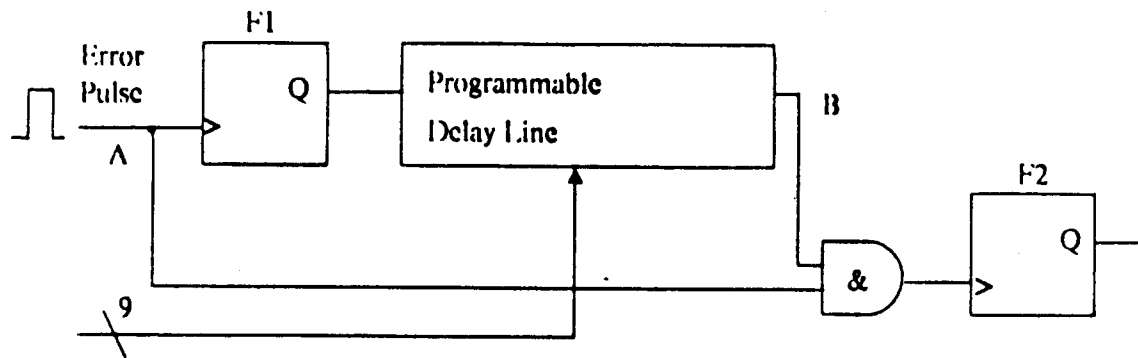 F1
Error
Pulse
A
Q
Programmable
Delay Line
B
F2
Q
&
9